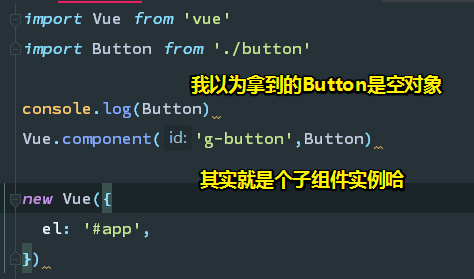 import Vue from 'vue'
import Button from './button'
我以为拿到的Button是空对象
console.log(Button)
Vue.component( id: 'g-button',Button)
其实就是个子组件实例哈
new Vue({
el: '#app',
})